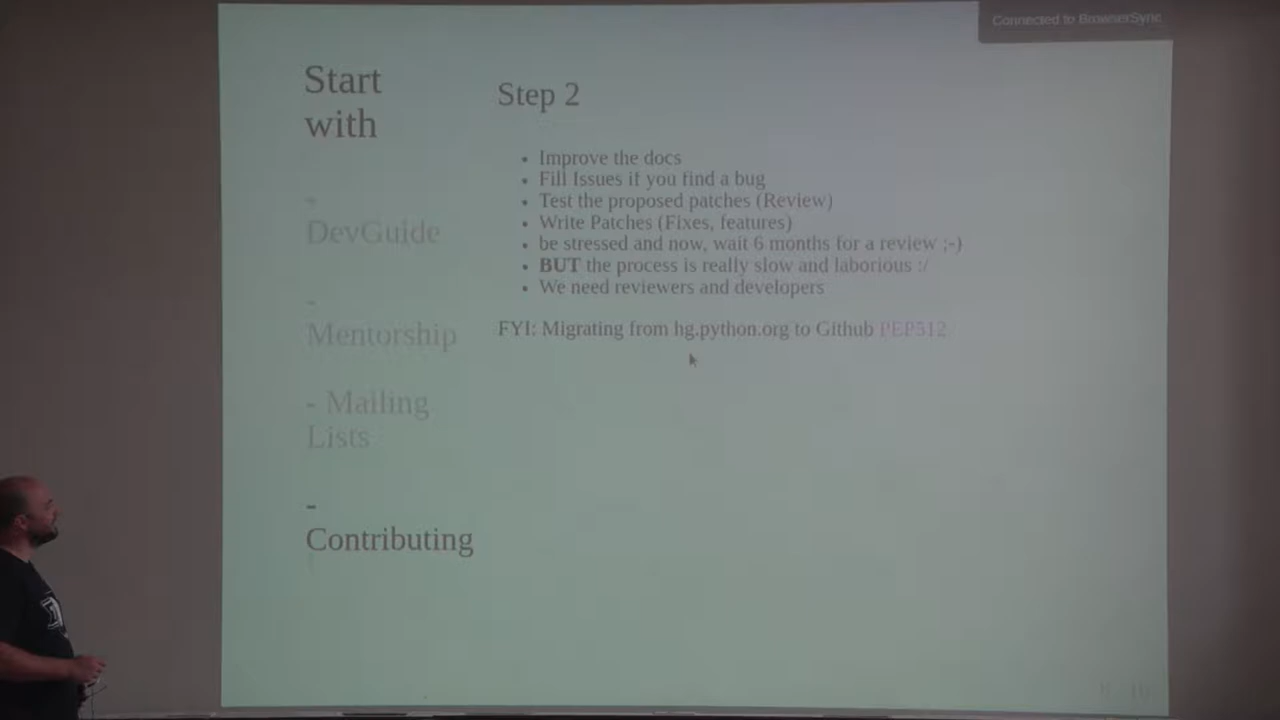 Connected to BrowserSync
Start
with
-
DevGuide
-
Mentorship
- Mailing
Lists
-
Contributing
Step 2
• Improve the docs
• Fill Issues if you find a bug
• Test the proposed patches (Review)
• Write Patches (Fixes, features)
• be stressed and now, wait 6 months for a review ;-)
• BUT the process is really slow and laborious :/
• We need reviewers and developers
FYI: Migrating from hg.python.org to Github PEP512